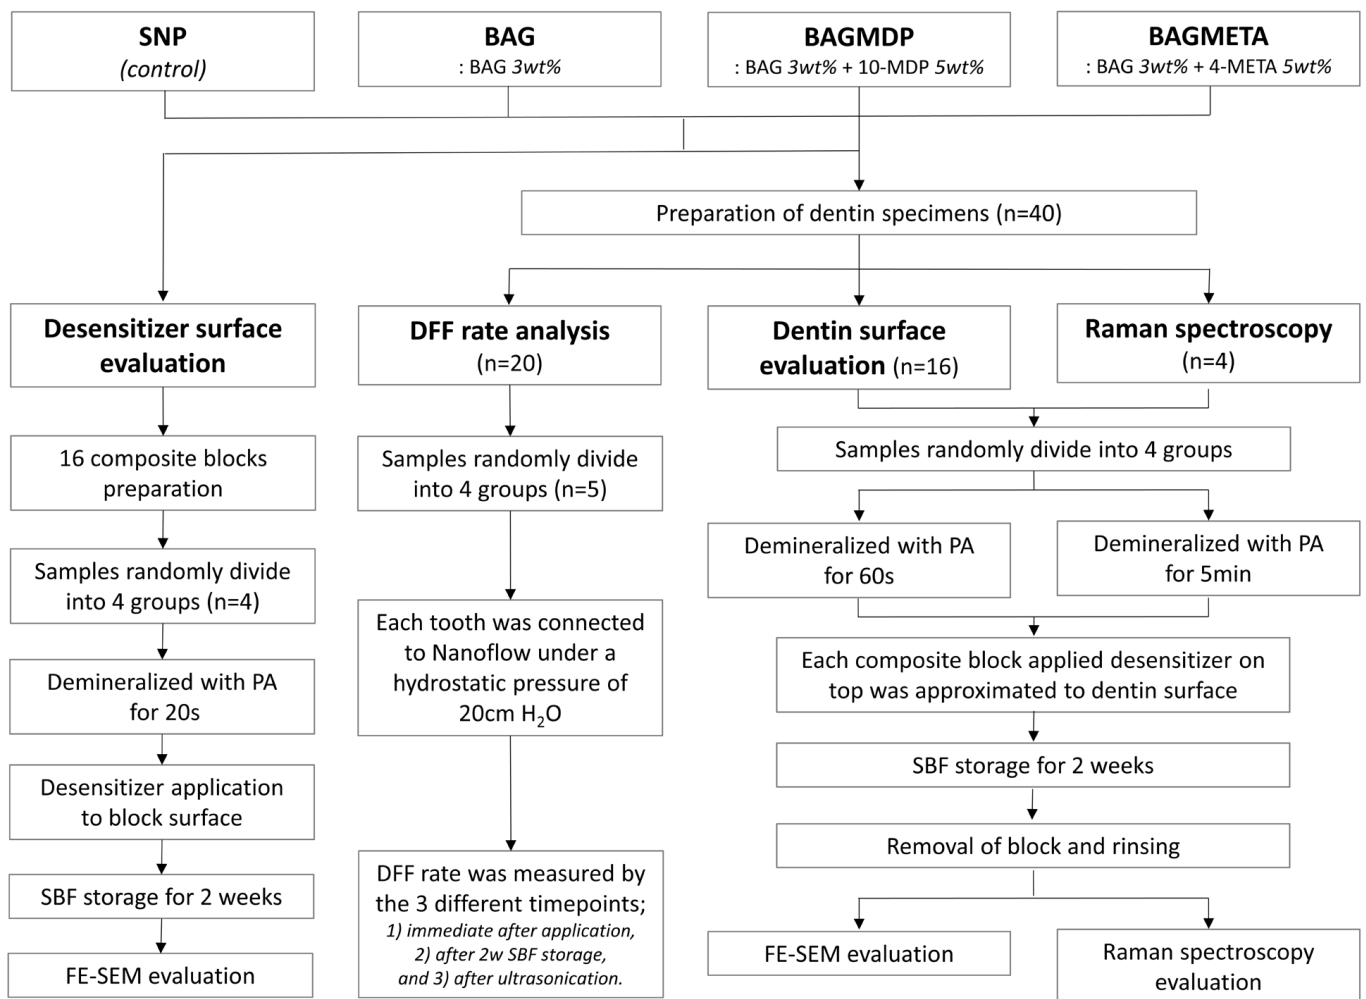 SNP
(control)
BAG
: BAG 3wt%
BAGMDP
: BAG 3wt% + 10-MDP 5wt%
BAGMETA
: BAG 3wt% + 4-META 5wt%
Preparation of dentin specimens (n=40)
Desensitizer surface
evaluation
DFF rate analysis
(n=20)
Dentin surface
evaluation (n=16)
Raman spectroscopy
(n=4)
16 composite blocks
preparation
Samples randomly divide
into 4 groups (n=4)
Demineralized with PA
for 20s
Desensitizer application
to block surface
SBF storage for 2 weeks
FE-SEM evaluation
Samples randomly divide
into 4 groups (n=5)
Each tooth was connected
to Nanoflow under a
hydrostatic pressure of
20cm H₂O
DFF rate was measured by
the 3 different timepoints;
1) immediate after application,
2) after 2w SBF storage,
and 3) after ultrasonication.
Samples randomly divide into 4 groups
Demineralized with PA
for 60s
Demineralized with PA
for 5min
Each composite block applied desensitizer on
top was approximated to dentin surface
SBF storage for 2 weeks
Removal of block and rinsing
FE-SEM evaluation
Raman spectroscopy
evaluation